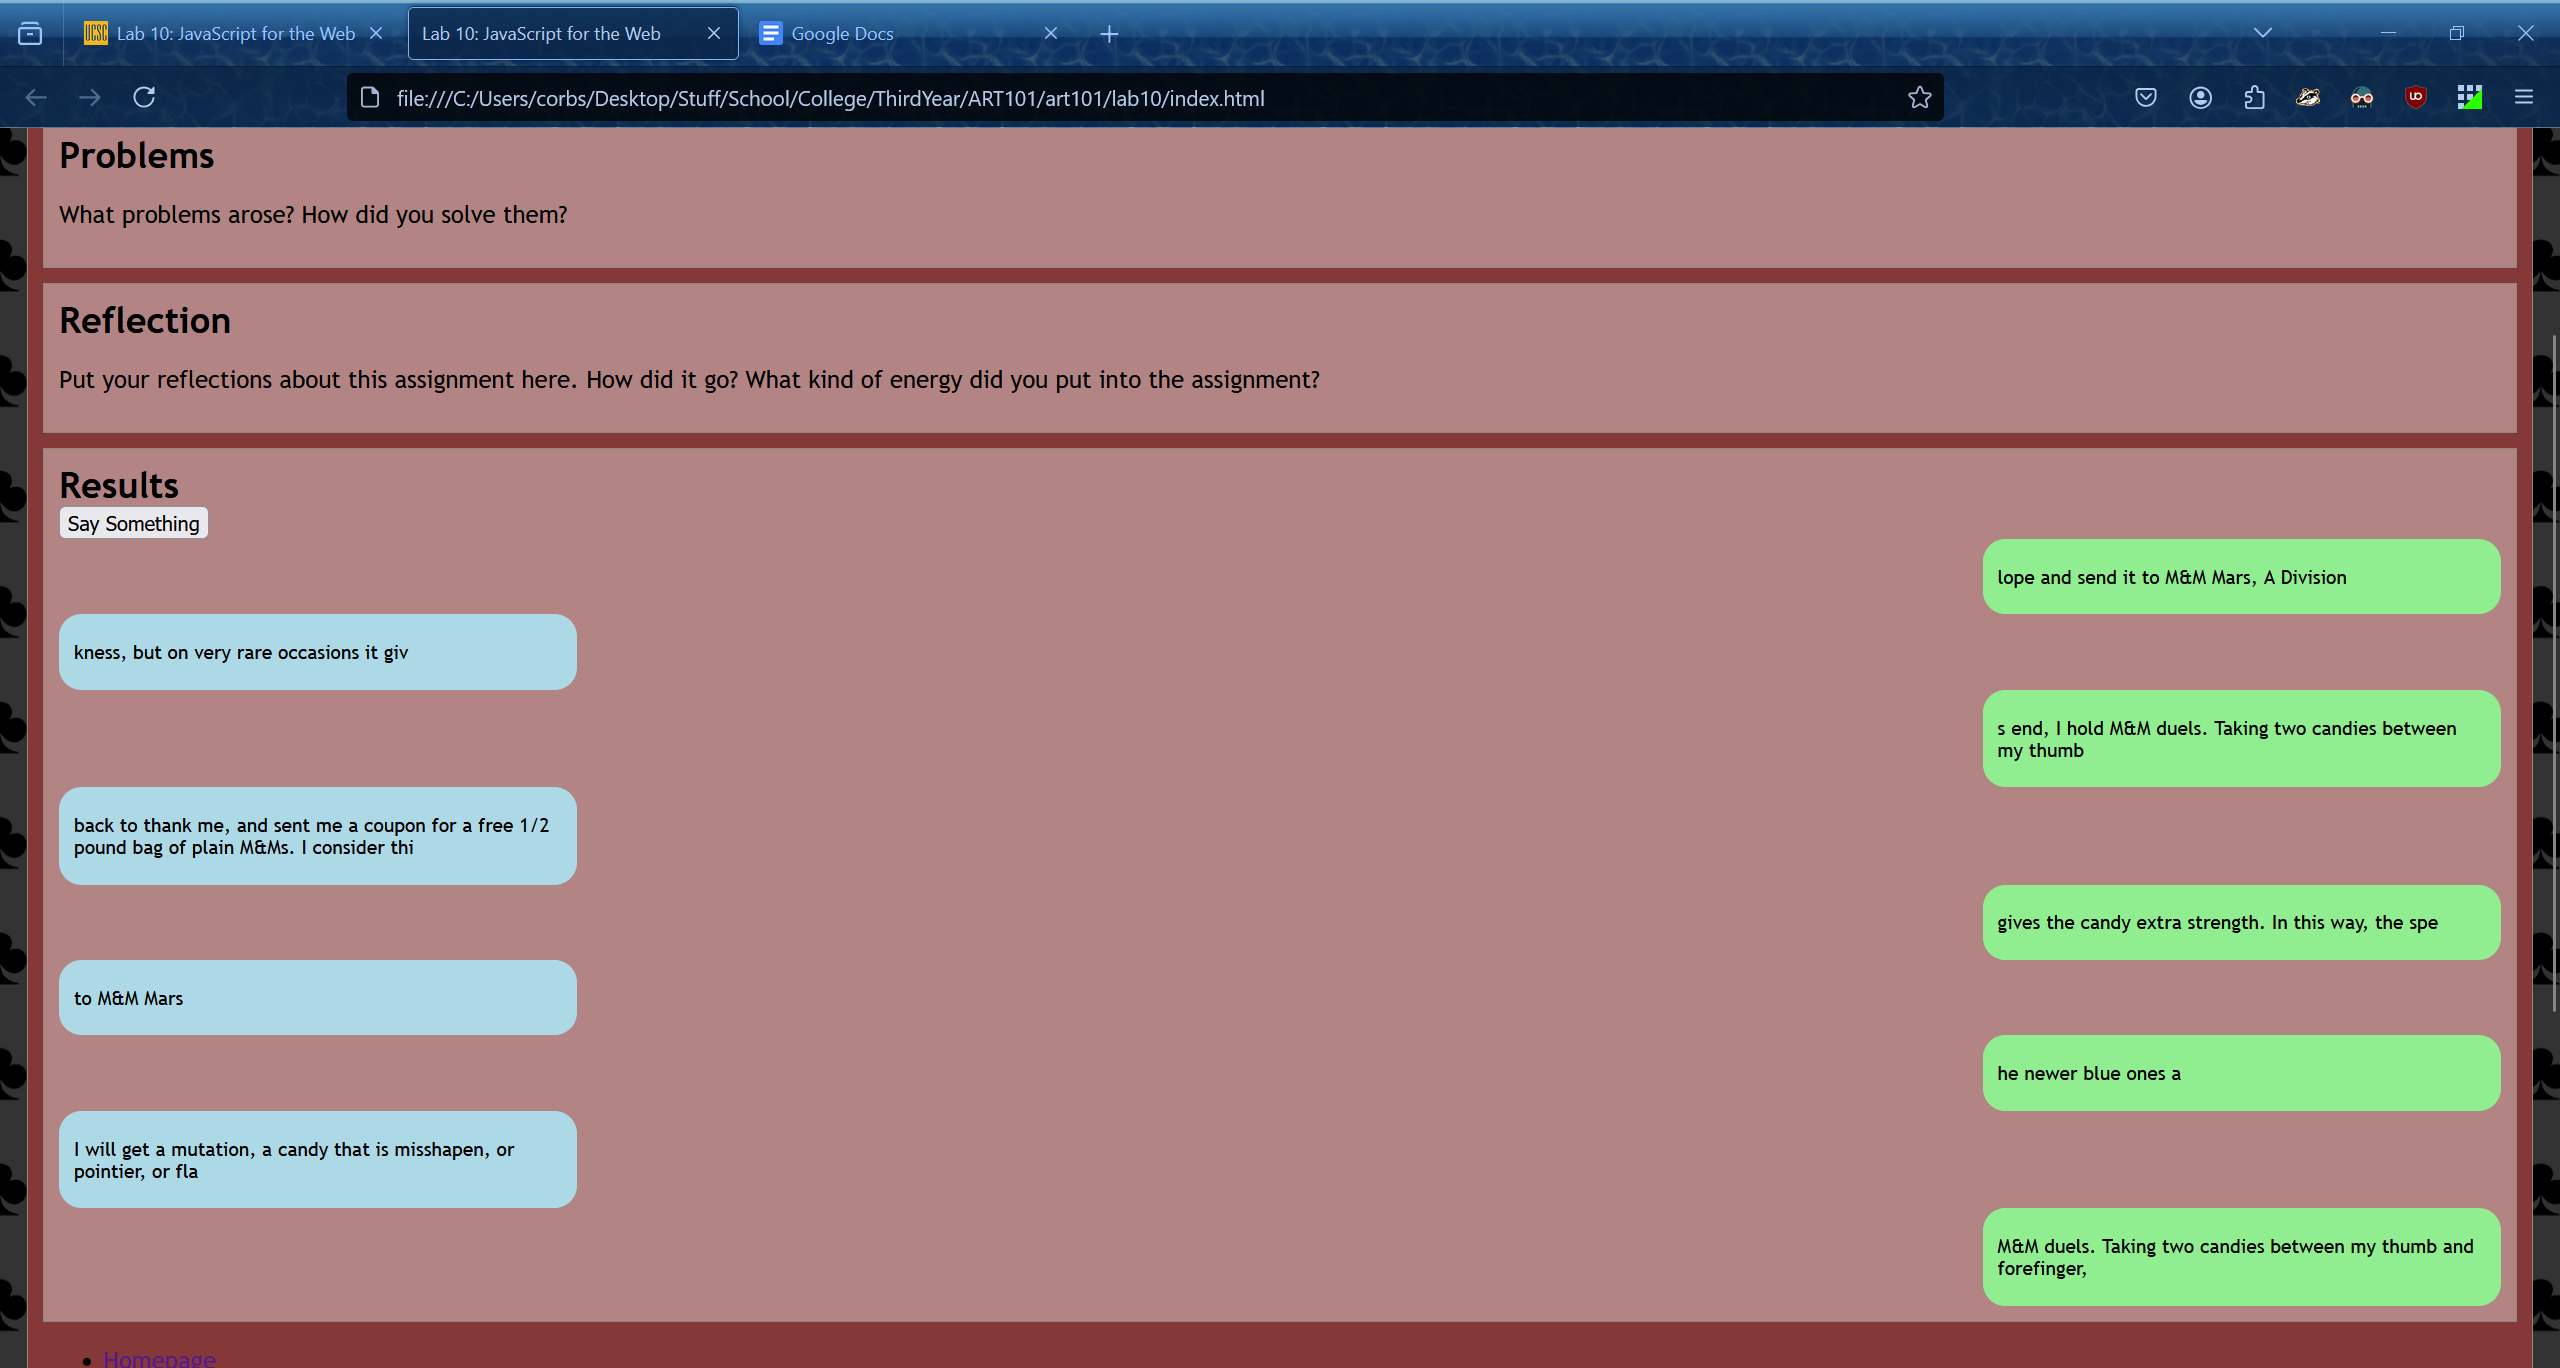 Lab 10: JavaScript for the Web
Lab 10: JavaScript for the Web
Google Docs
file:///C:/Users/corbs/Desktop/Stuff/School/College/ThirdYear/ART101/art101/lab10/index.html
Problems
What problems arose? How did you solve them?
Reflection
Put your reflections about this assignment here. How did it go? What kind of energy did you put into the assignment?
Results
Say Something
lope and send it to M&M Mars, A Division
kness, but on very rare occasions it giv
s end, I hold M&M duels. Taking two candies between
my thumb
back to thank me, and sent me a coupon for a free 1/2
pound bag of plain M&Ms. I consider thi
gives the candy extra strength. In this way, the spe
to M&M Mars
he newer blue ones a
I will get a mutation, a candy that is misshapen, or
pointier, or fla
M&M duels. Taking two candies between my thumb and
forefinger,
Homepage